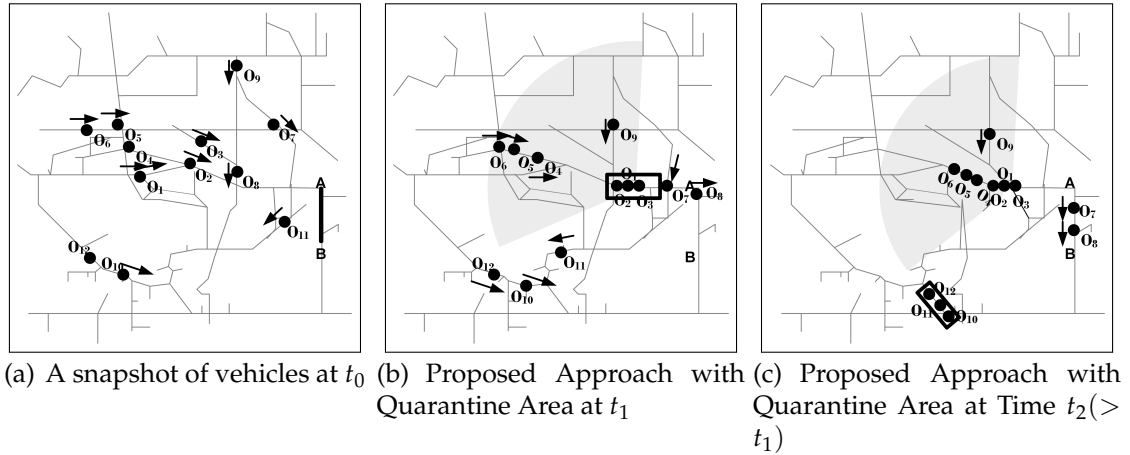 O₉
O₅
O₆
O₇
O₃
O₄
O₁
O₂
O₈
A
O₁₁
B
O₁₂
O₁₀
O₉
O₆
O₅
O₄
O₁
A
O₈
O₂
O₃
O₇
B
O₁₁
O₁₂
O₁₀
O₉
O₆
O₁
A
O₅
O₂
O₃
O₇
O₈
B
O₁₂
O₁₁
O₁₀
(a) A snapshot of vehicles at t₀
(b) Proposed Approach with
Quarantine Area at t₁
(c) Proposed Approach with
Quarantine Area at Time t₂(>
t₁)